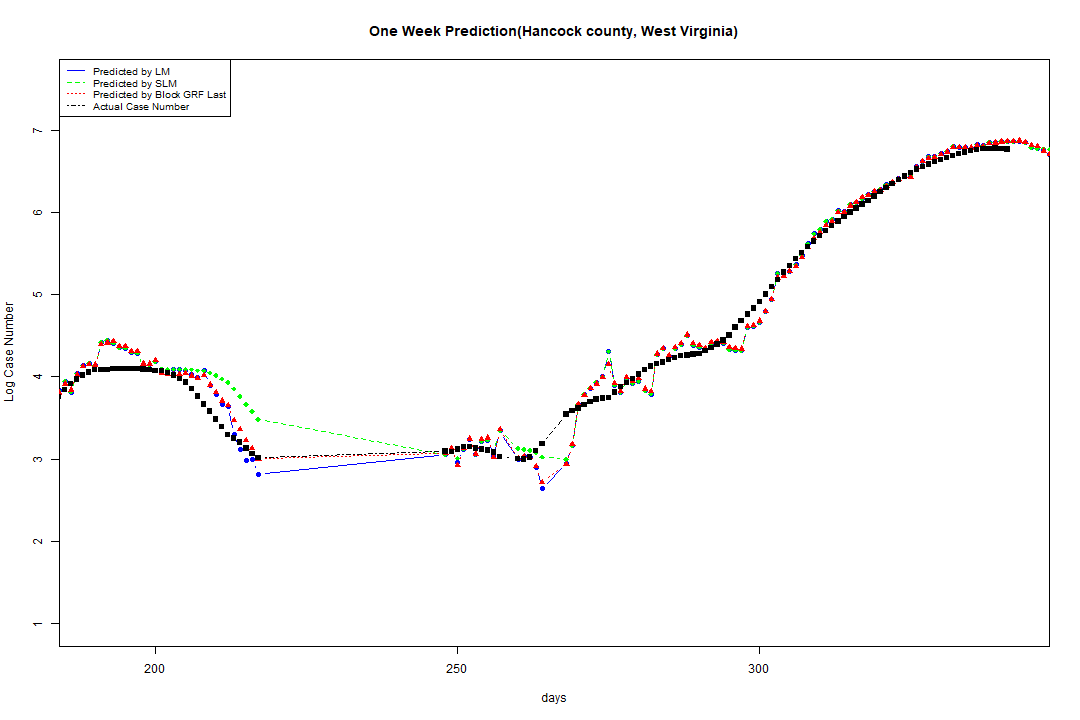 One Week Prediction(Hancock county, West Virginia)
Predicted by LM
Predicted by SLM
Predicted by Block GRF Last
Actual Case Number
7
6
5
4
3
2
1
Log Case Number
200
250
300
days